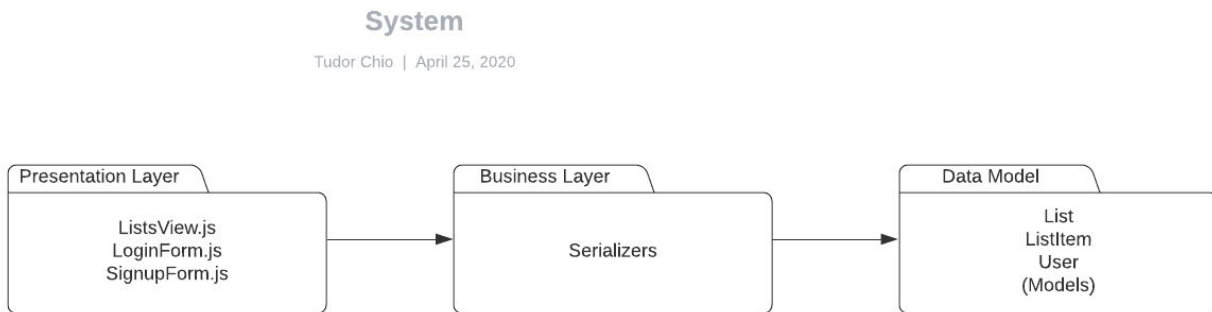 System
Tudor Chio | April 25, 2020
Presentation Layer
ListsView.js
LoginForm.js
SignupForm.js
Business Layer
Serializers
Data Model
List
ListItem
User
(Models)